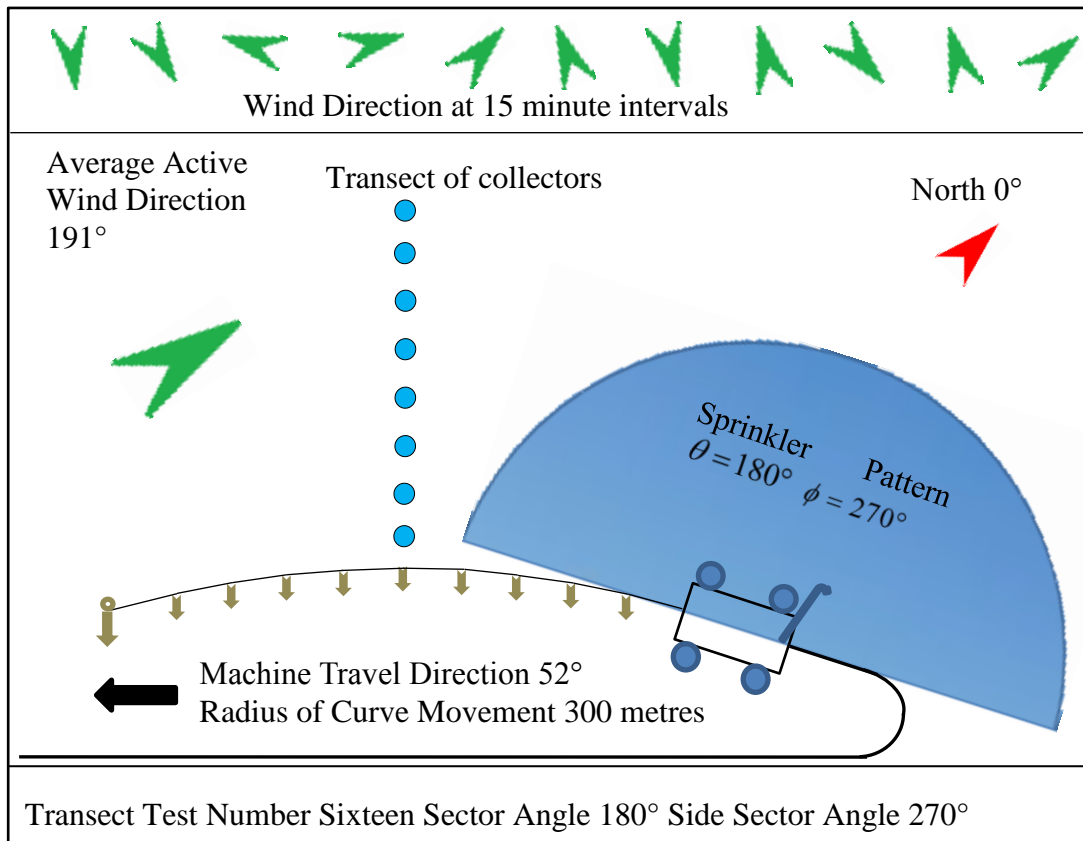 Wind Direction at 15 minute intervals
Average Active
Wind Direction
191°
Transect of collectors
North 0°
Sprinkler Pattern
θ = 180° ϕ = 270°
Machine Travel Direction 52°
Radius of Curve Movement 300 metres
Transect Test Number Sixteen Sector Angle 180° Side Sector Angle 270°